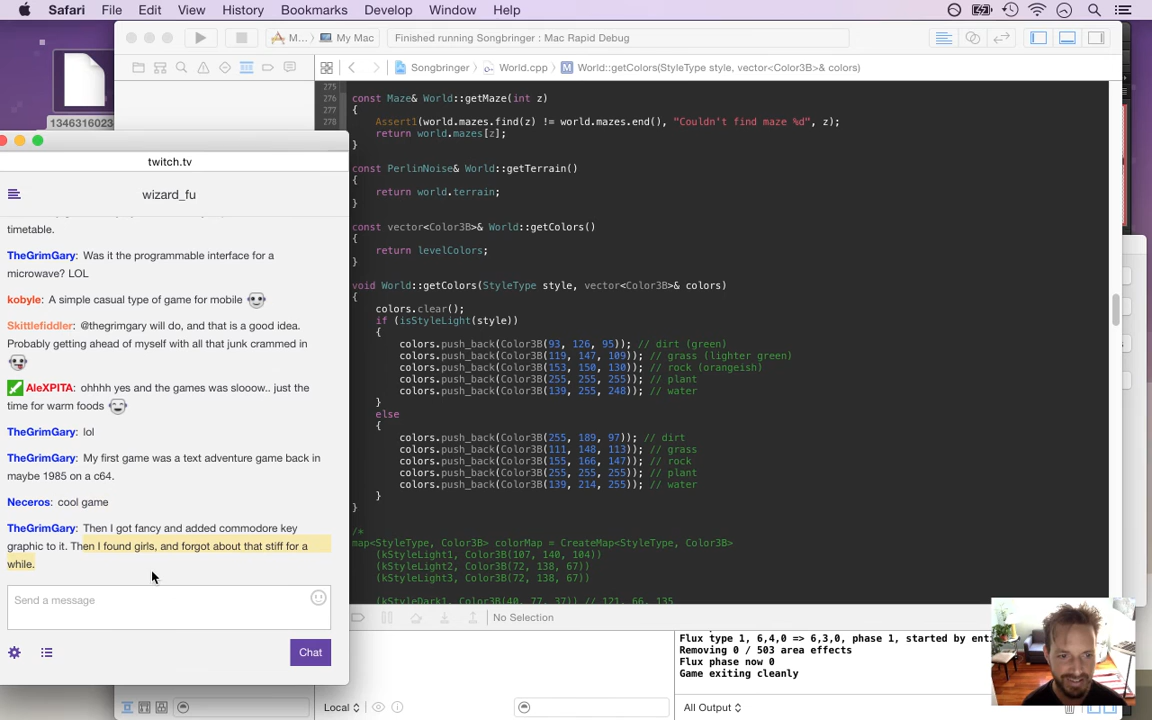 Safari File Edit View History Bookmarks Develop Window Help
M... My Mac Finished running Songbringer : Mac Rapid Debug
Songbringer World.cpp M World::getColors(StyleType style, vector<Color3B>& colors)
1346316023
twitch.tv
wizard_fu
timetable.
TheGrimGary: Was it the programmable interface for a
microwave? LOL
kobyle: A simple casual type of game for mobile
Skittlefiddler: @thegrimgary will do, and that is a good idea.
Probably getting ahead of myself with all that junk crammed in
AleXPITA: ohhhh yes and the games was slooow.. just the
time for warm foods
TheGrimGary: lol
TheGrimGary: My first game was a text adventure game back in
maybe 1985 on a c64.
Neceros: cool game
TheGrimGary: Then I got fancy and added commodore key
graphic to it. Then I found girls, and forgot about that stiff for a
while.
Send a message
Chat
275
276 const Maze& World::getMaze(int z)
277 {
278 Assert1(world.mazes.find(z) != world.mazes.end(), "Couldn't find maze %d", z);
return world.mazes[z];
}
const PerlinNoise& World::getTerrain()
{
return world.terrain;
}
const vector<Color3B>& World::getColors()
{
return levelColors;
}
void World::getColors(StyleType style, vector<Color3B>& colors)
{
colors.clear();
if (isStyleLight(style))
{
colors.push_back(Color3B(93, 126, 95)); // dirt (green)
colors.push_back(Color3B(119, 147, 109)); // grass (lighter green)
colors.push_back(Color3B(153, 150, 130)); // rock (orangeish)
colors.push_back(Color3B(255, 255, 255)); // plant
colors.push_back(Color3B(139, 255, 248)); // water
}
else
{
colors.push_back(Color3B(255, 189, 97)); // dirt
colors.push_back(Color3B(111, 148, 113)); // grass
colors.push_back(Color3B(155, 166, 147)); // rock
colors.push_back(Color3B(255, 255, 255)); // plant
colors.push_back(Color3B(139, 214, 255)); // water
}
}
/*
map<StyleType, Color3B> colorMap = CreateMap<StyleType, Color3B>
(kStyleLight1, Color3B(107, 140, 104))
(kStyleLight2, Color3B(72, 138, 67))
(kStyleLight3, Color3B(72, 138, 67))
(kStyleDark1, Color3B(40, 77, 37)) // 121, 66, 135
No Selection
Flux type 1, 6,4,0 => 6,3,0, phase 1, started by enti
Removing 0 / 503 area effects
Flux phase now 0
Game exiting cleanly
Local
All Output